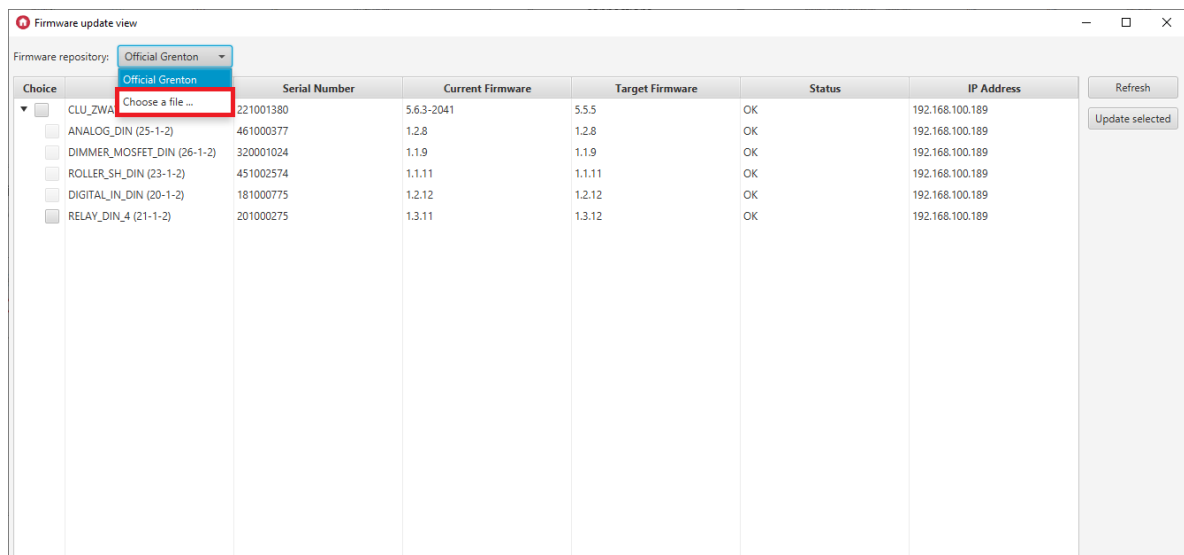 Firmware update view
Firmware repository: Official Grenton
Official Grenton
Choose a file ...
Choice Serial Number Current Firmware Target Firmware Status IP Address Refresh
221001380 5.6.3-2041 5.5.5 OK 192.168.100.189
Update selected
ANALOG_DIN (25-1-2) 461000377 1.2.8 1.2.8 OK 192.168.100.189
DIMMER_MOSFET_DIN (26-1-2) 320001024 1.1.9 1.1.9 OK 192.168.100.189
ROLLER_SH_DIN (23-1-2) 451002574 1.1.11 1.1.11 OK 192.168.100.189
DIGITAL_IN_DIN (20-1-2) 181000775 1.2.12 1.2.12 OK 192.168.100.189
RELAY_DIN_4 (21-1-2) 201000275 1.3.11 1.3.12 OK 192.168.100.189